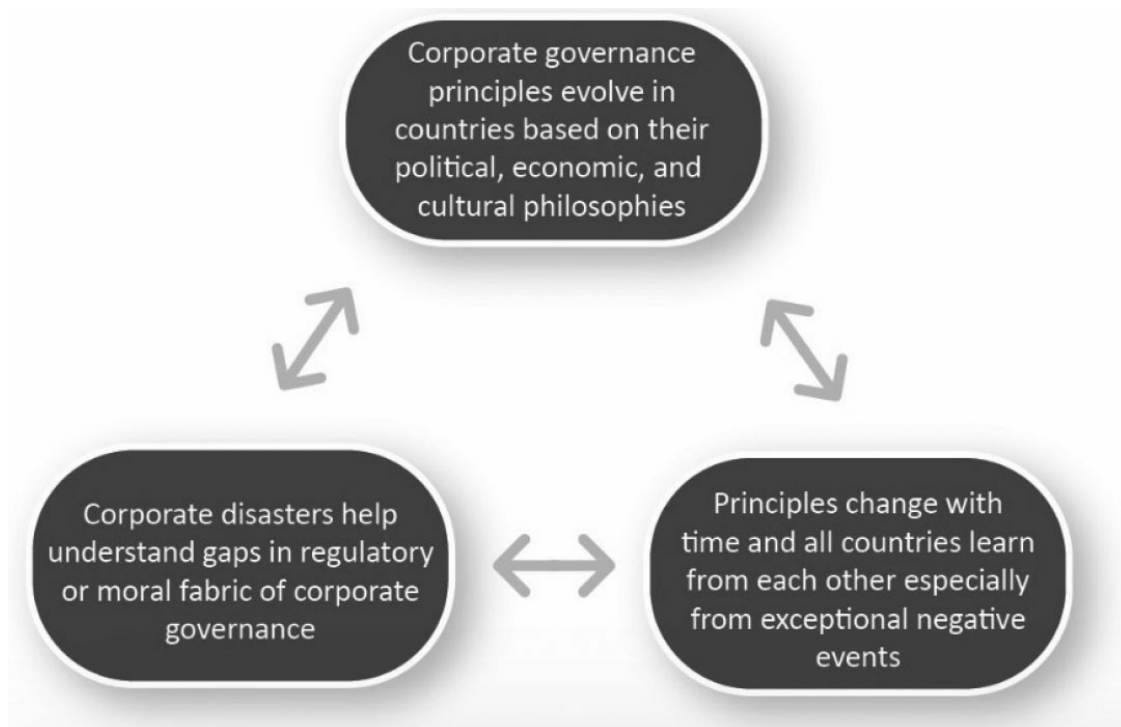 Corporate governance
principles evolve in
countries based on their
political, economic, and
cultural philosophies
Corporate disasters help
understand gaps in regulatory
or moral fabric of corporate
governance
Principles change with
time and all countries learn
from each other especially
from exceptional negative
events